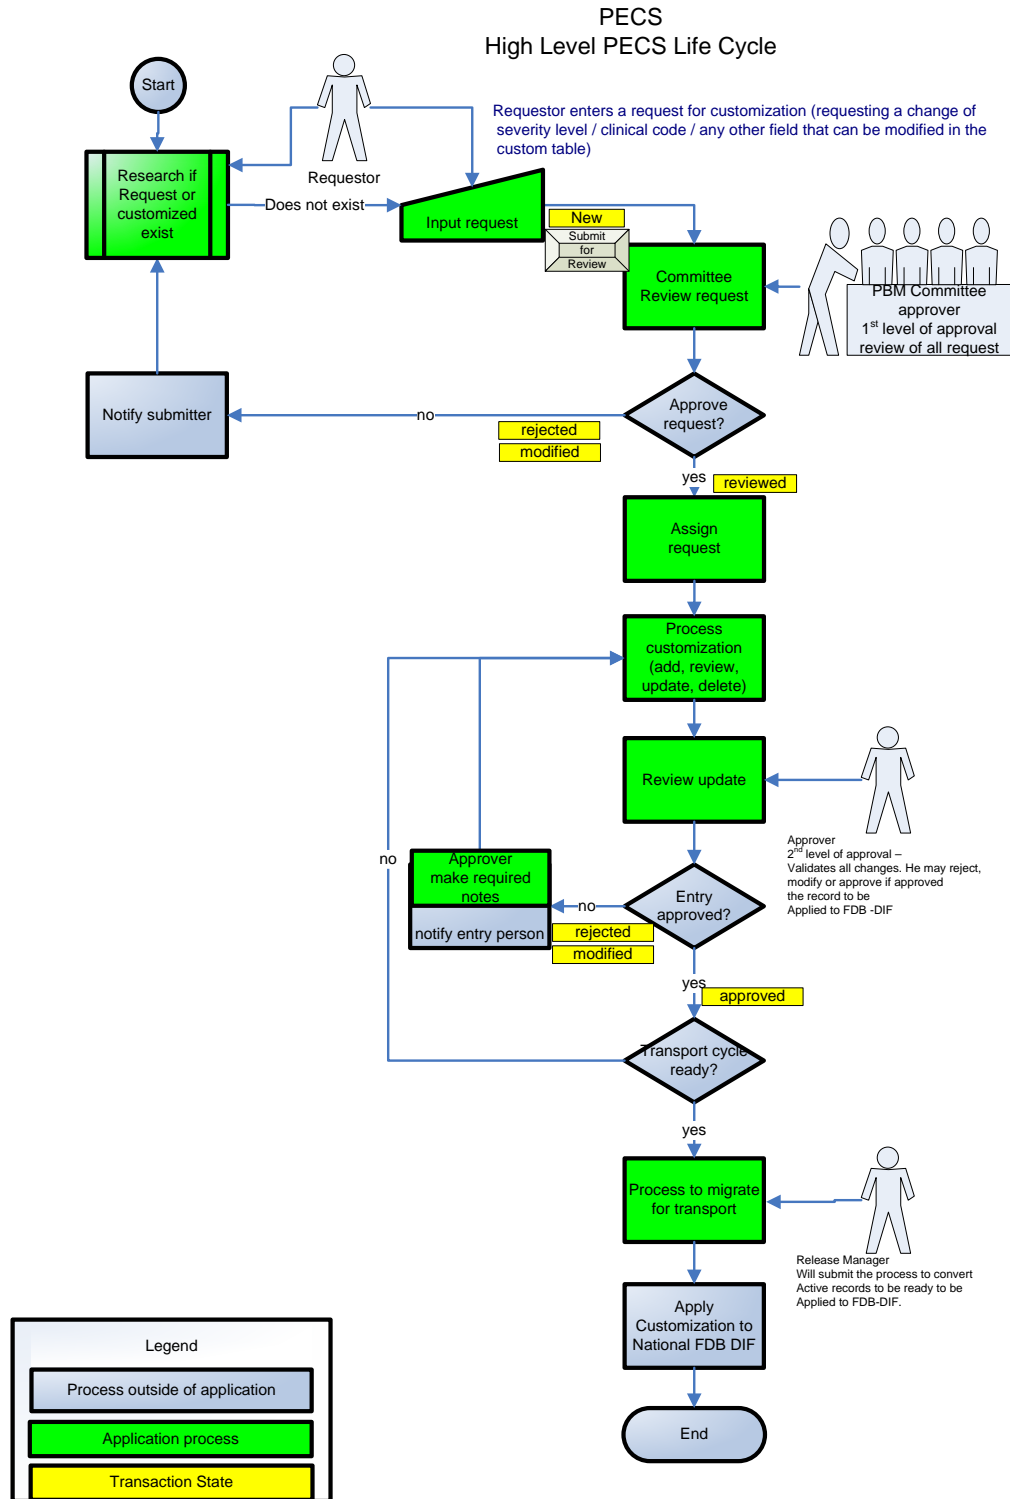 PECS
High Level PECS Life Cycle
Start
Requestor enters a request for customization (requesting a change of
severity level / clinical code / any other field that can be modified in the
custom table)
Requestor
Research if
Request or
customized
exist
Does not exist
Input request
New
Submit
for
Review
Committee
Review request
PBM Committee
approver
1st level of approval
review of all request
Notify submitter
no
Approve
request?
rejected
modified
yes
reviewed
Assign
request
Process
customization
(add, review,
update, delete)
Review update
Approver
2nd level of approval –
Validates all changes. He may reject,
modify or approve if approved
the record to be
Applied to FDB -DIF
no
Approver
make required
notes
notify entry person
no
Entry
approved?
rejected
modified
yes
approved
Transport cycle
ready?
yes
Process to migrate
for transport
Release Manager
Will submit the process to convert
Active records to be ready to be
Applied to FDB-DIF.
Apply
Customization to
National FDB DIF
End
Legend
Process outside of application
Application process
Transaction State